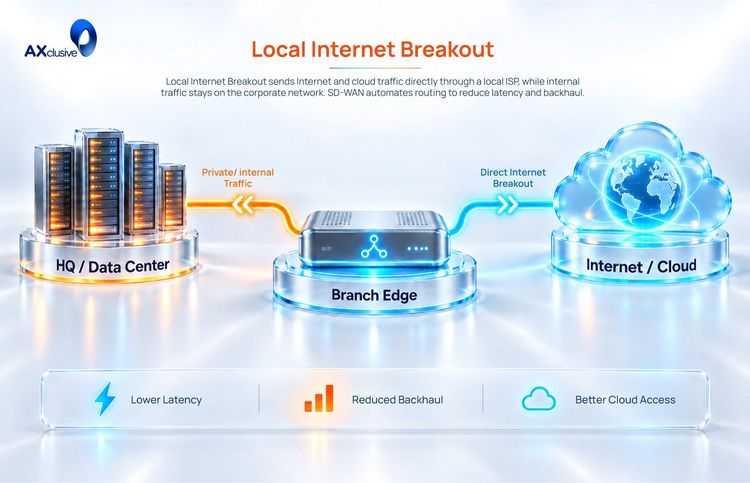 AXclusive
Local Internet Breakout
Local Internet Breakout sends Internet and cloud traffic directly through a local ISP, while internal
traffic stays on the corporate network. SD-WAN automates routing to reduce latency and backhaul.
Private/ internal
Traffic
Direct Internet
Breakout
HQ / Data Center
Branch Edge
Internet / Cloud
Lower Latency
Reduced Backhaul
Better Cloud Access